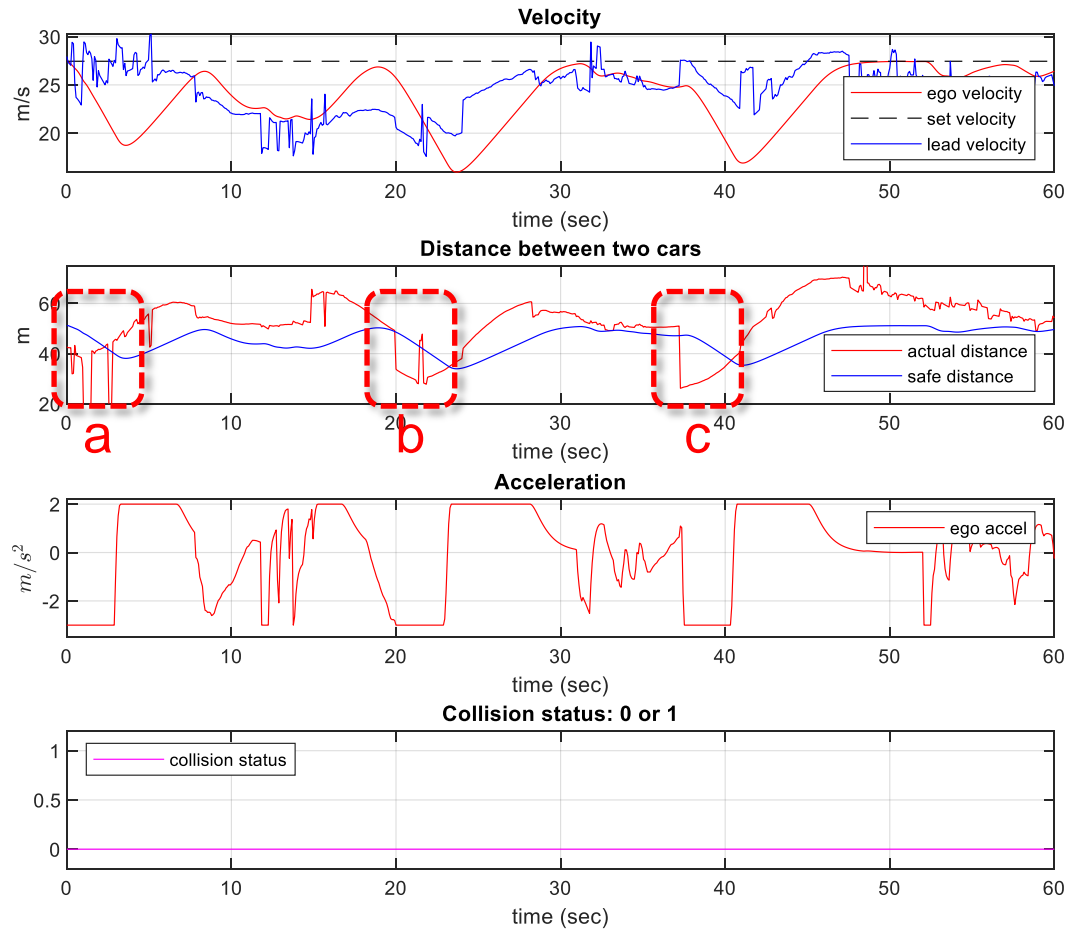 Velocity
30
25
20
m/s
ego velocity
set velocity
lead velocity
0 10 20 30 40 50 60
time (sec)
Distance between two cars
60
40
20
m
actual distance
safe distance
0 10 20 30 40 50 60
a b c
time (sec)
Acceleration
2
0
-2
m/s²
ego accel
0 10 20 30 40 50 60
time (sec)
Collision status: 0 or 1
1
0.5
0
collision status
0 10 20 30 40 50 60
time (sec)